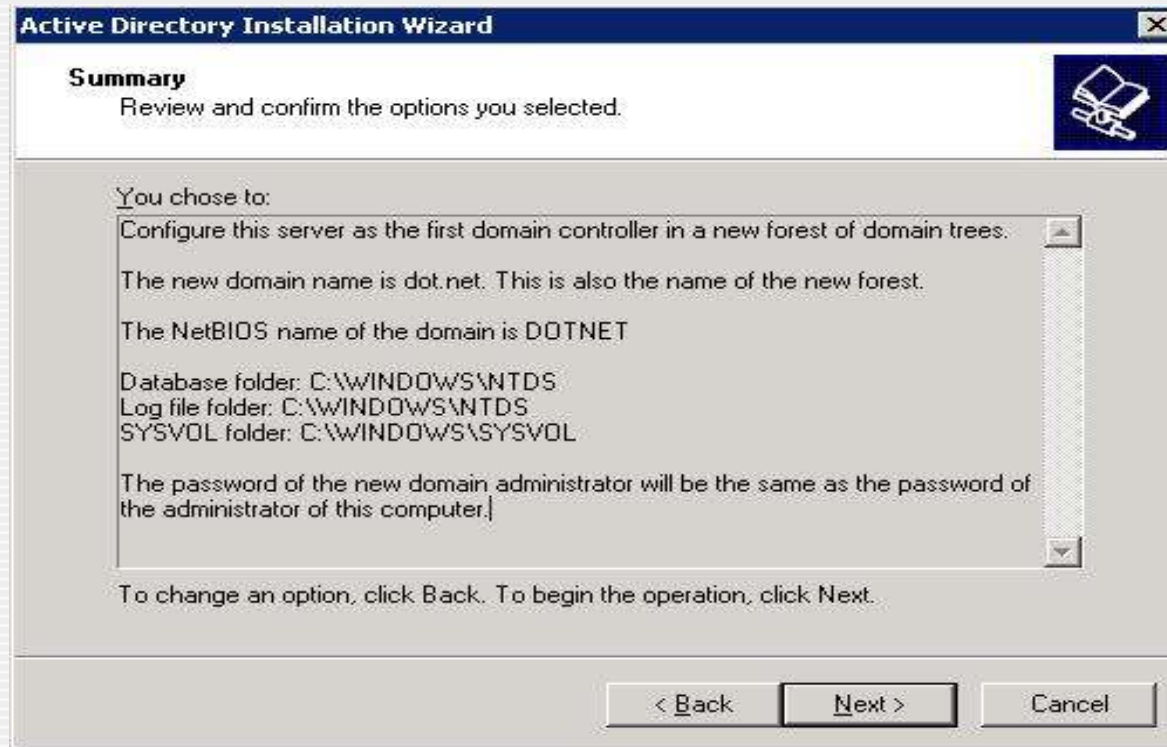 Active Directory Installation Wizard
Summary
Review and confirm the options you selected.
You chose to:
Configure this server as the first domain controller in a new forest of domain trees.
The new domain name is dot.net. This is also the name of the new forest.
The NetBIOS name of the domain is DOTNET
Database folder: C:\WINDOWS\NTDS
Log file folder: C:\WINDOWS\NTDS
SYSVOL folder: C:\WINDOWS\SYSVOL
The password of the new domain administrator will be the same as the password of
the administrator of this computer.
To change an option, click Back. To begin the operation, click Next.
< Back Next > Cancel